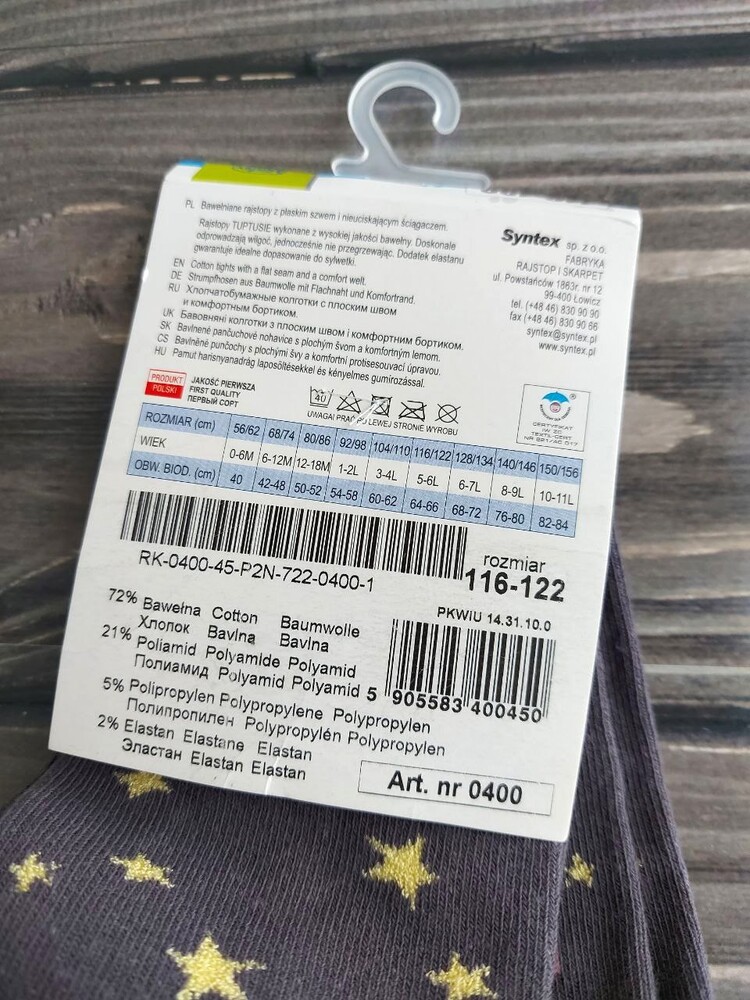 PL Bawełniane rajstopy z płaskim szwem i nieuciskającym ściągaczem.
Rajstopy TUPTUSIE wykonane z wysokiej jakości bawełny. Doskonale
odprowadzają wilgoć, jednocześnie nie przegrzewając. Dodatek elastanu
gwarantuje idealne dopasowanie do sylwetki.
EN Cotton tights with a flat seam and a comfort welt.
DE Strumpfhosen aus Baumwolle mit Flachnaht und Komfortrand.
RU Хлопчатобумажные колготки с плоским швом
и комфортным бортиком.
UK Бавовняні колготки з плоским швом і комфортним бортиком.
SK Bavlnené pančuchové nohavice s plochým švom a komfortným lemom.
CS Bavlněné punčochy s plochými švy a komfortní protisesouvací úpravou.
HU Pamut harisnyanadrág laposöltésekkel és kényelmes gumírozással.
Syntex sp. z o.o.
FABRYKA
RAJSTOP I SKARPET
ul. Powstańców 1863r. nr 12
99-400 Łowicz
tel. (+48 46) 830 90 90
fax (+48 46) 830 90 66
syntex@syntex.pl
www.syntex.pl
PRODUKT
POLSKI
JAKOŚĆ PIERWSZA
FIRST QUALITY
ПЕРВЫЙ СОРТ
40
UWAGA! PRAĆ PO LEWEJ STRONIE WYROBU
CERTYFIKAT
ROZMIAR (cm) 56/62 68/74 80/86 92/98 104/110 116/122 128/134 140/146 150/156
WIEK 0-6M 6-12M 12-18M 1-2L 3-4L 5-6L 6-7L 8-9L 10-11L
OBW. BIOD. (cm) 40 42-48 50-52 54-58 60-62 64-66 68-72 76-80 82-84
RK-0400-45-P2N-722-0400-1
rozmiar
116-122
PKWiU 14.31.10.0
72% Bawełna Cotton Baumwolle
Хлопок Bavlna Bavlna
21% Poliamid Polyamide Polyamid
Полиамид Polyamid Polyamid
5% Polipropylen Polypropylene Polypropylen
Полипропилен Polypropylén Polypropylen
2% Elastan Elastane Elastan
Эластан Elastan Elastan
5 905583 400450
Art. nr 0400